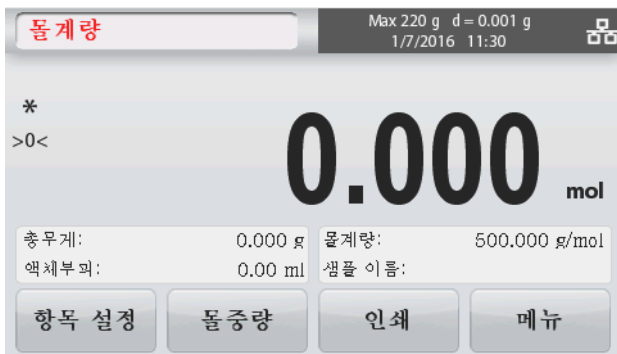 몰계량
Max 220 g d = 0.001 g
1/7/2016 11:30
*
>0<
0.000 mol
총무게: 0.000 g 몰계량: 500.000 g/mol
액체부피: 0.00 ml 샘플 이름:
항목 설정 몰중량 인쇄 메뉴